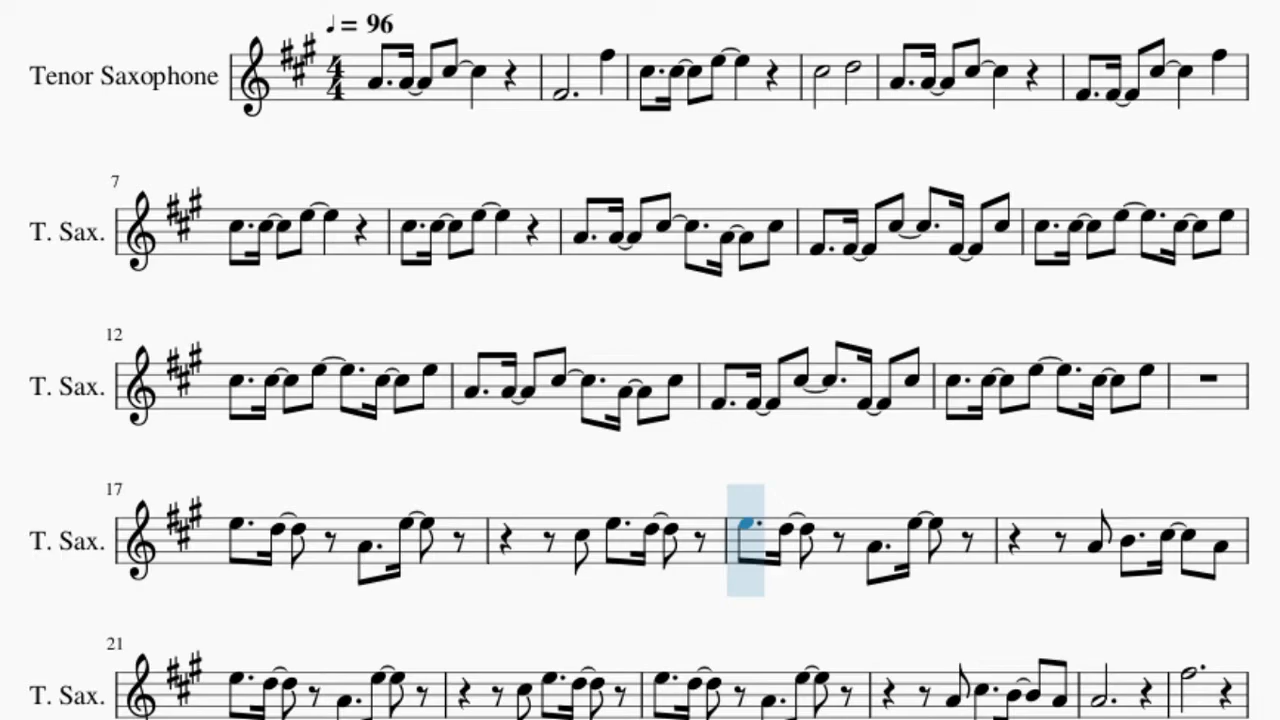 ♩ = 96
Tenor Saxophone
4
4
7
T. Sax.
12
T. Sax.
17
T. Sax.
21
T. Sax.